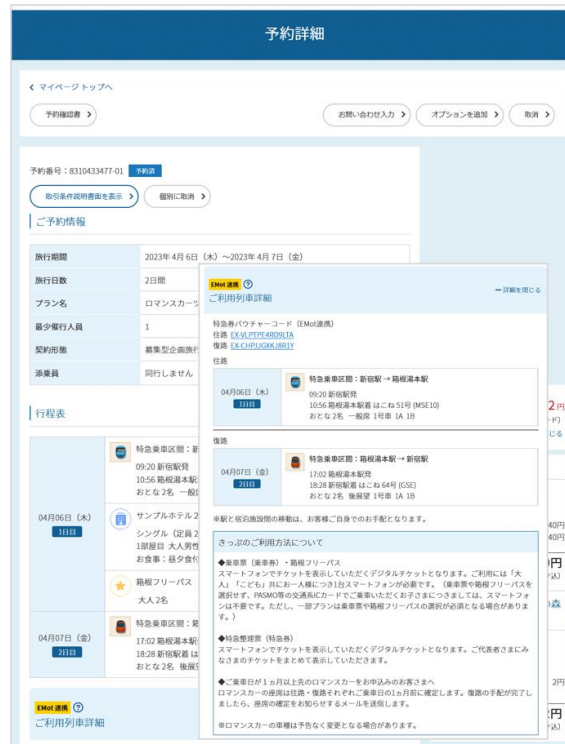 予約詳細
マイページ トップへ
予約確認書
お問い合わせ入力
オプションを追加
取消
予約番号：8310433477-01 予約済
取引条件説明書面を表示
個別に取消
ご予約情報
旅行期間 2023年 4月 6日（木）～2023年 4月 7日（金）
旅行日数 2日間
プラン名 ロマンスカーツ
最少催行人員 1
契約形態 募集型企画旅行
添乗員 同行しません
行程表
04月06日（木）
1日目
特急乗車区間：新
09:20 新宿駅発
10:56 箱根湯本駅
おとな 2名 一般
サンプルホテル 2
シングル（定員 2
1部屋目 大人男性
お食事：昼夕食付
箱根フリーパス
大人 2名
04月07日（金）
2日目
特急乗車区間：箱
17:02 箱根湯本駅
18:28 新宿駅着 は
おとな 2名 後展望
EMot 連携 ?
ご利用列車詳細
EMot 連携 ?
ご利用列車詳細
ー 詳細を閉じる
特急券バウチャーコード（EMot連携）
往路 EX-VLPTPE4RD9LTA
復路 EX-CHPJJGXKJ8R1Y
往路
04月06日（木）
1日目
特急乗車区間：新宿駅 → 箱根湯本駅
09:20 新宿駅発
10:56 箱根湯本駅着 はこね 51号 (MSE10)
おとな 2名 一般席 1号車 1A 1B
復路
04月07日（金）
2日目
特急乗車区間：箱根湯本駅 → 新宿駅
17:02 箱根湯本駅発
18:28 新宿駅着 はこね 64号 (GSE)
おとな 2名 後展望 1号車 1A 1B
※駅と宿泊施設間の移動は、お客様ご自身でのお手配となります。
きっぷのご利用方法について
◆乗車票（乗車券）・箱根フリーパス
スマートフォンでチケットを表示していただくデジタルチケットとなります。ご利用には「大
人」「こども」共にお一人様につき1台スマートフォンが必要です。（乗車票や箱根フリーパスを
選択せず、PASMO等の交通系ICカードでご乗車いただくお子さまにつきましては、スマートフォ
ンは不要です。ただし、一部プランは乗車票や箱根フリーパスの選択が必須となる場合がありま
す。）
◆特急整理票（特急券）
スマートフォンでチケットを表示していただくデジタルチケットとなります。ご代表者さまにみ
なさまのチケットをまとめて表示していただきます。
◆ご乗車日が1ヵ月以上先のロマンスカーをお申込みのお客さまへ
ロマンスカーの座席は往路・復路それぞれご乗車日の1ヵ月前に確定します。復路の手配が完了し
ましたら、座席の確定をお知らせするメールを送信します。
※ロマンスカーの車種は予告なく変更となる場合があります。
2円
じる
40円
40円
円
2円
円